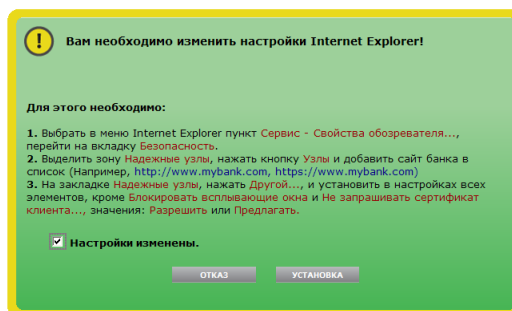 Вам необходимо изменить настройки Internet Explorer!
Для этого необходимо:
1. Выбрать в меню Internet Explorer пункт Сервис - Свойства обозревателя...,
перейти на вкладку Безопасность.
2. Выделить зону Надежные узлы, нажать кнопку Узлы и добавить сайт банка в
список (Например, http://www.mybank.com, https://www.mybank.com)
3. На закладке Надежные узлы, нажать Другой..., и установить в настройках всех
элементов, кроме Блокировать всплывающие окна и Не запрашивать сертификат
клиента..., значения: Разрешить или Предлагать.
Настройки изменены.
ОТКАЗ УСТАНОВКА